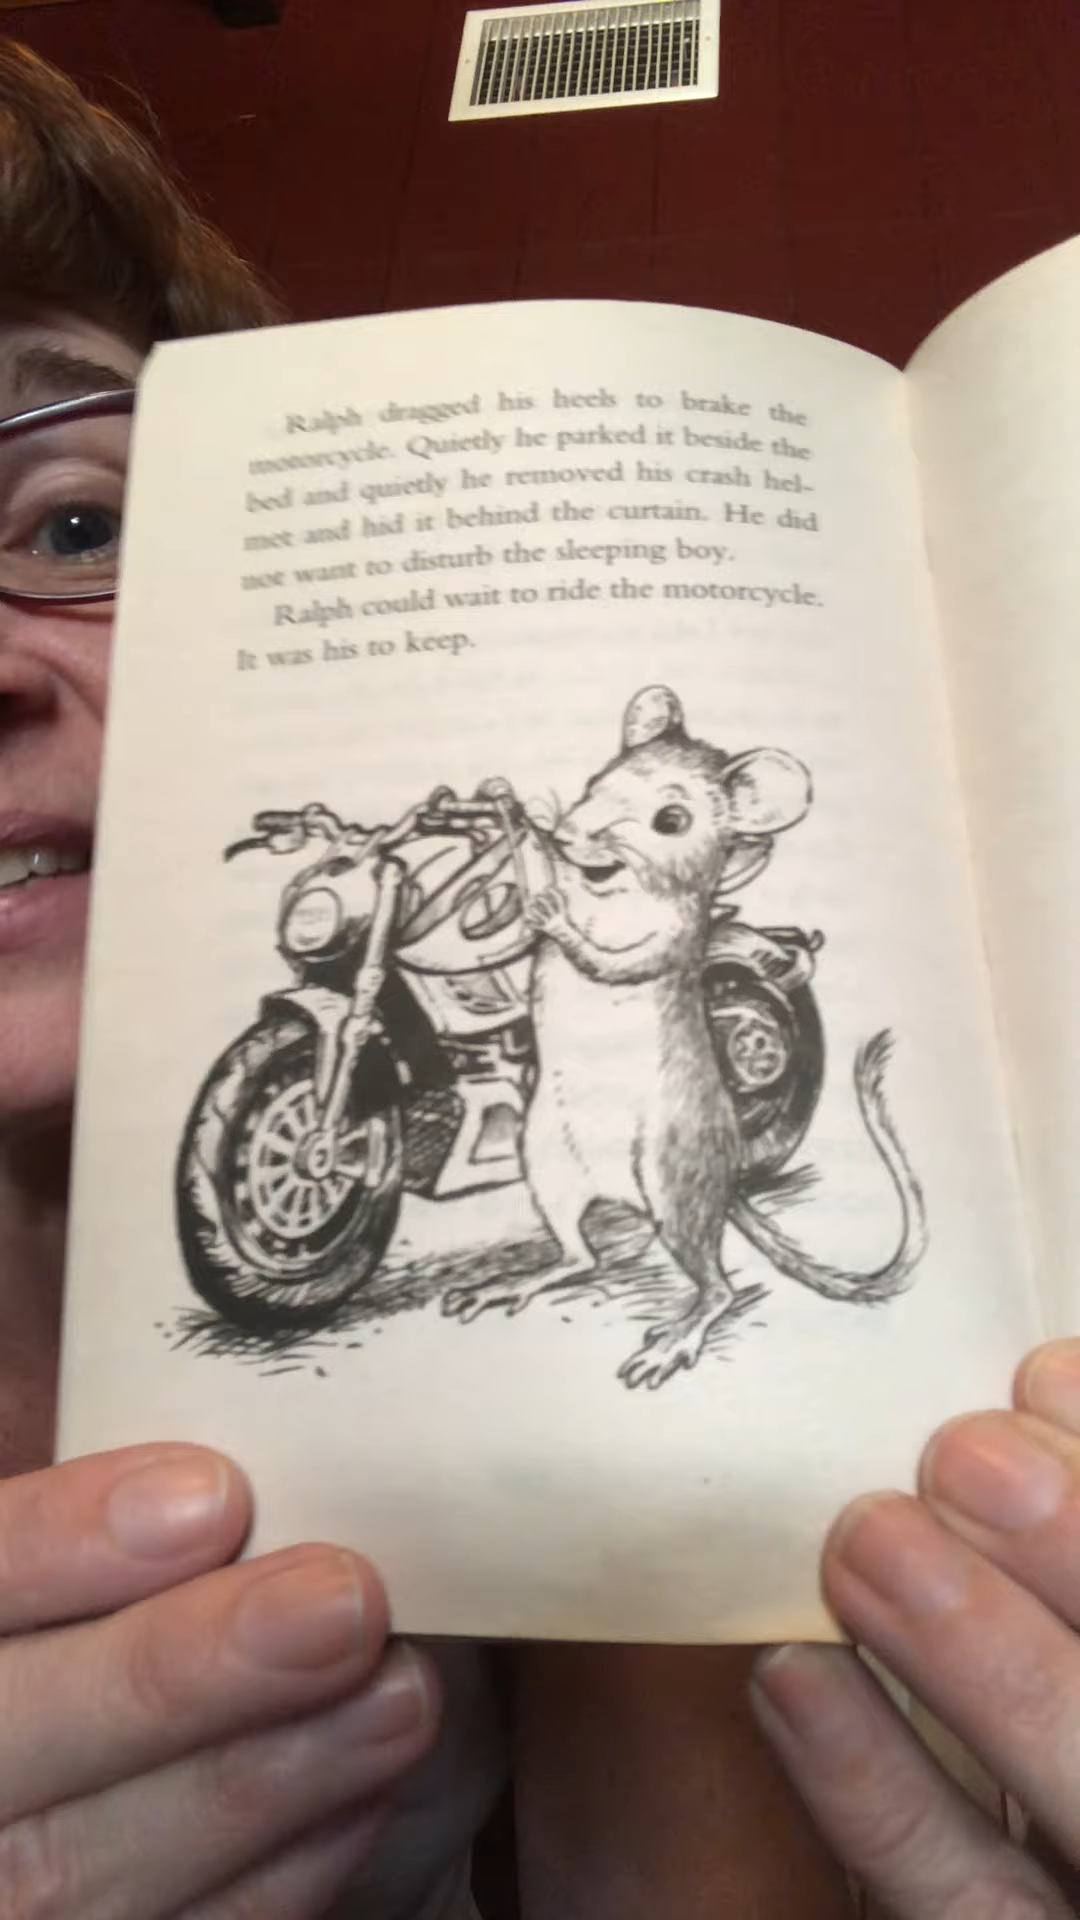 Ralph dragged his heels to brake the
motorcycle. Quietly he parked it beside the
bed and quietly he removed his crash hel-
met and hid it behind the curtain. He did
not want to disturb the sleeping boy.
Ralph could wait to ride the motorcycle.
It was his to keep.